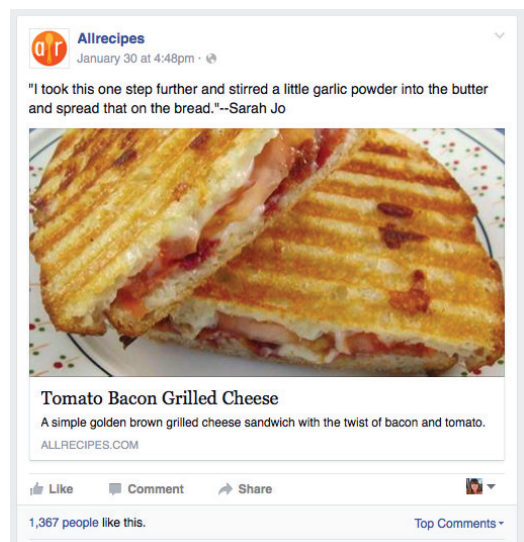 ar
Allrecipes
January 30 at 4:48pm ·
"I took this one step further and stirred a little garlic powder into the butter
and spread that on the bread."--Sarah Jo
Tomato Bacon Grilled Cheese
A simple golden brown grilled cheese sandwich with the twist of bacon and tomato.
ALLRECIPES.COM
Like Comment Share
1,367 people like this. Top Comments